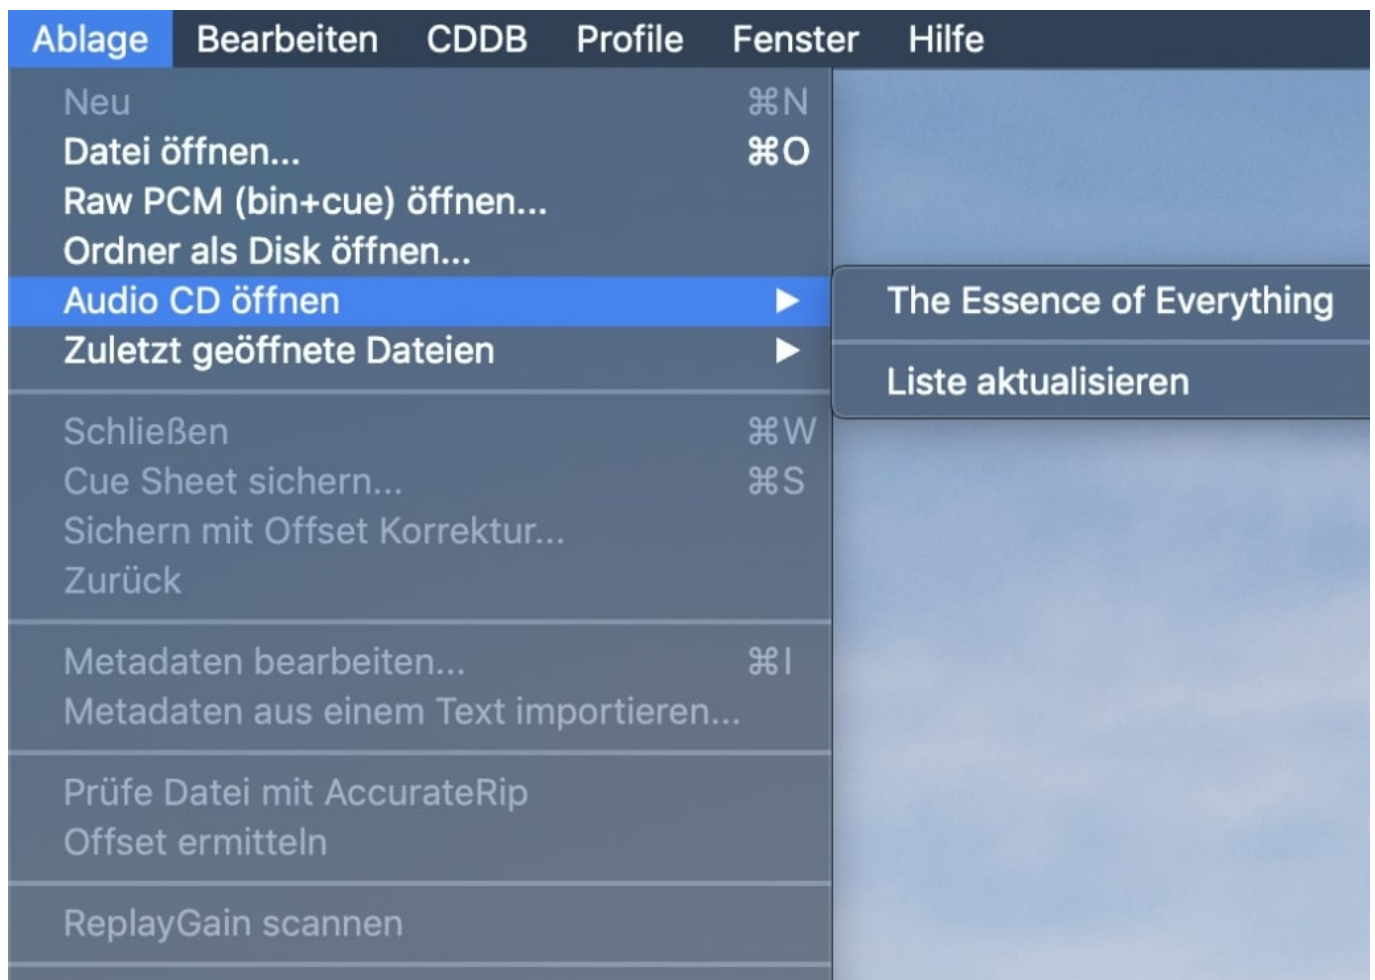 Ablage Bearbeiten CDDB Profile Fenster Hilfe
Neu ⌘N
Datei öffnen... ⌘O
Raw PCM (bin+cue) öffnen...
Ordner als Disk öffnen...
Audio CD öffnen ▶
Zuletzt geöffnete Dateien ▶
The Essence of Everything
Liste aktualisieren
Schließen ⌘W
Cue Sheet sichern... ⌘S
Sichern mit Offset Korrektur...
Zurück
Metadaten bearbeiten... ⌘I
Metadaten aus einem Text importieren...
Prüfe Datei mit AccurateRip
Offset ermitteln
ReplayGain scannen